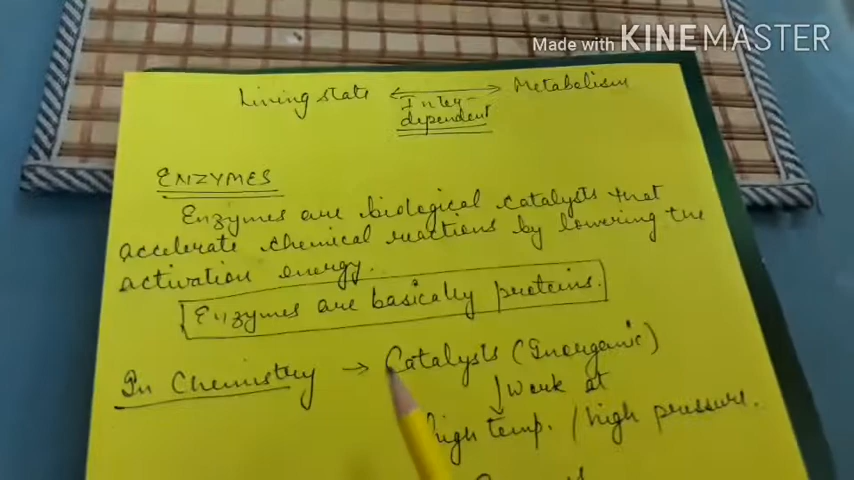 Made with KINEMASTER
Living State ⟷ Metabolism
Inter-
dependent
ENZYMES
Enzymes are biological catalysts that
accelerate chemical reactions by lowering the
activation energy.
Enzymes are basically proteins.
In Chemistry → Catalysts (Inorganic)
↓ work at
high temp. / high pressure.